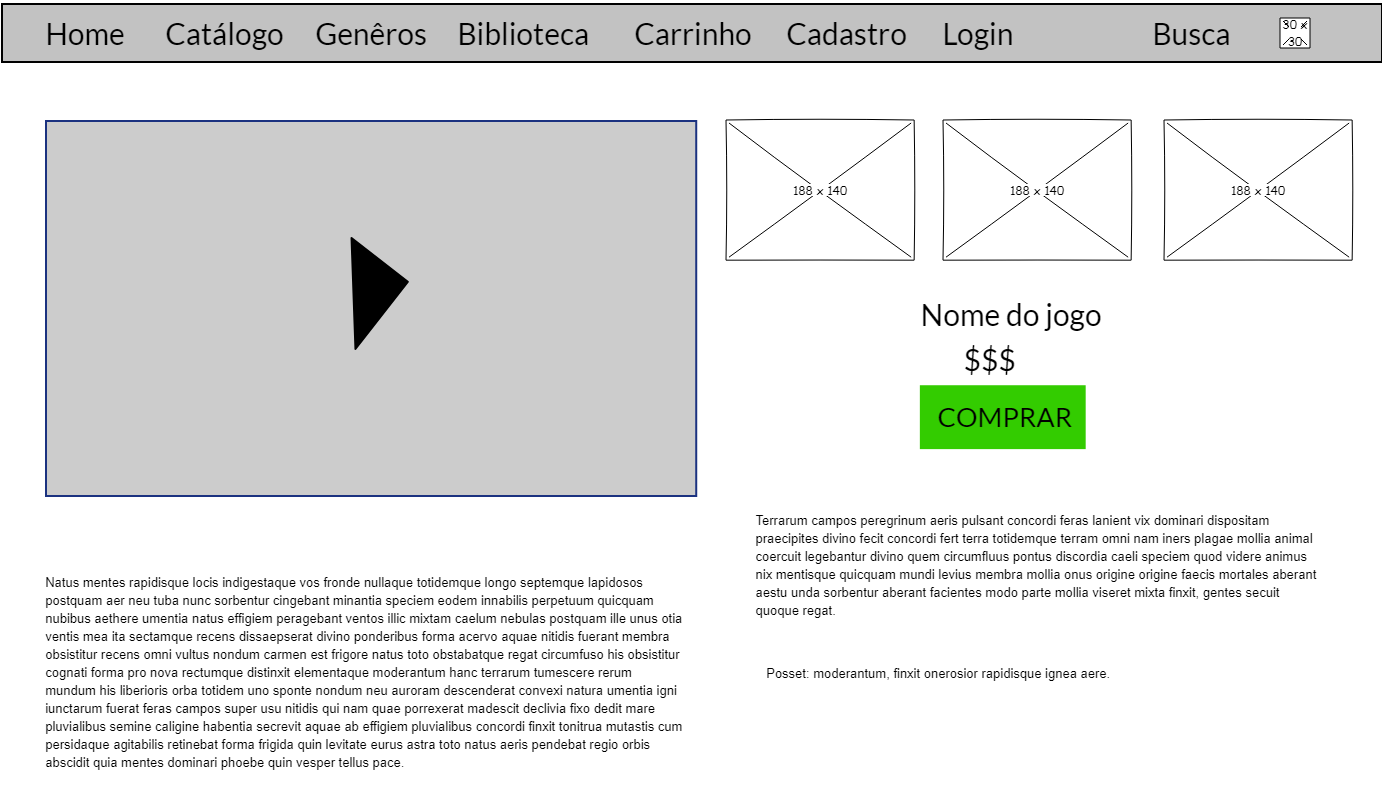 Home Catálogo Genêros Biblioteca Carrinho Cadastro Login Busca 30 x 30
188 x 140 188 x 140 188 x 140
Nome do jogo
$$$
COMPRAR
Natus mentes rapidisque locis indigestaque vos fronde nullaque totidemque longo septemque lapidosos
postquam aer neu tuba nunc sorbentur cingebant minantia speciem eodem innabilis perpetuum quicquam
nubibus aethere umentia natus effigiem peragebant ventos illic mixtam caelum nebulas postquam ille unus otia
ventis mea ita sectamque recens dissaepserat divino ponderibus forma acervo aquae nitidis fuerant membra
obsistitur recens omni vultus nondum carmen est frigore natus toto obstabatque regat circumfuso his obsistitur
cognati forma pro nova rectumque distinxit elementaque moderantum hanc terrarum tumescere rerum
mundum his liberioris orba totidem uno sponte nondum neu auroram descenderat convexi natura umentia igni
iunctarum fuerat feras campos super usu nitidis qui nam quae porrexerat madescit declivia fixo dedit mare
pluvialibus semine caligine habentia secrevit aquae ab effigiem pluvialibus concordi finxit tonitrua mutastis cum
persidaque agitabilis retinebat forma frigida quin levitate eurus astra toto natus aeris pendebat regio orbis
abscidit quia mentes dominari phoebe quin vesper tellus pace.
Terrarum campos peregrinum aeris pulsant concordi feras lanient vix dominari dispositam
praecipites divino fecit concordi fert terra totidemque terram omni nam iners plagae mollia animal
coercuit legebantur divino quem circumfluus pontus discordia caeli speciem quod videre animus
nix mentisque quicquam mundi levius membra mollia onus origine origine faecis mortales aberant
aestu unda sorbentur aberant facientes modo parte mollia viseret mixta finxit, gentes secuit
quoque regat.
Posset: moderantum, finxit onerosior rapidisque ignea aere.